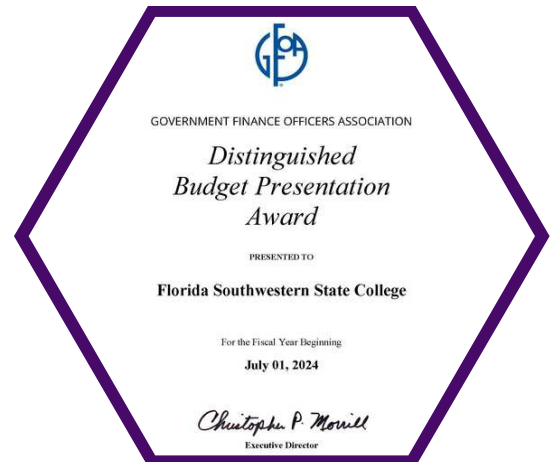 GFOA
GOVERNMENT FINANCE OFFICERS ASSOCIATION
Distinguished
Budget Presentation
Award
PRESENTED TO
Florida Southwestern State College
For the Fiscal Year Beginning
July 01, 2024
Christopher P. Morrill
Executive Director